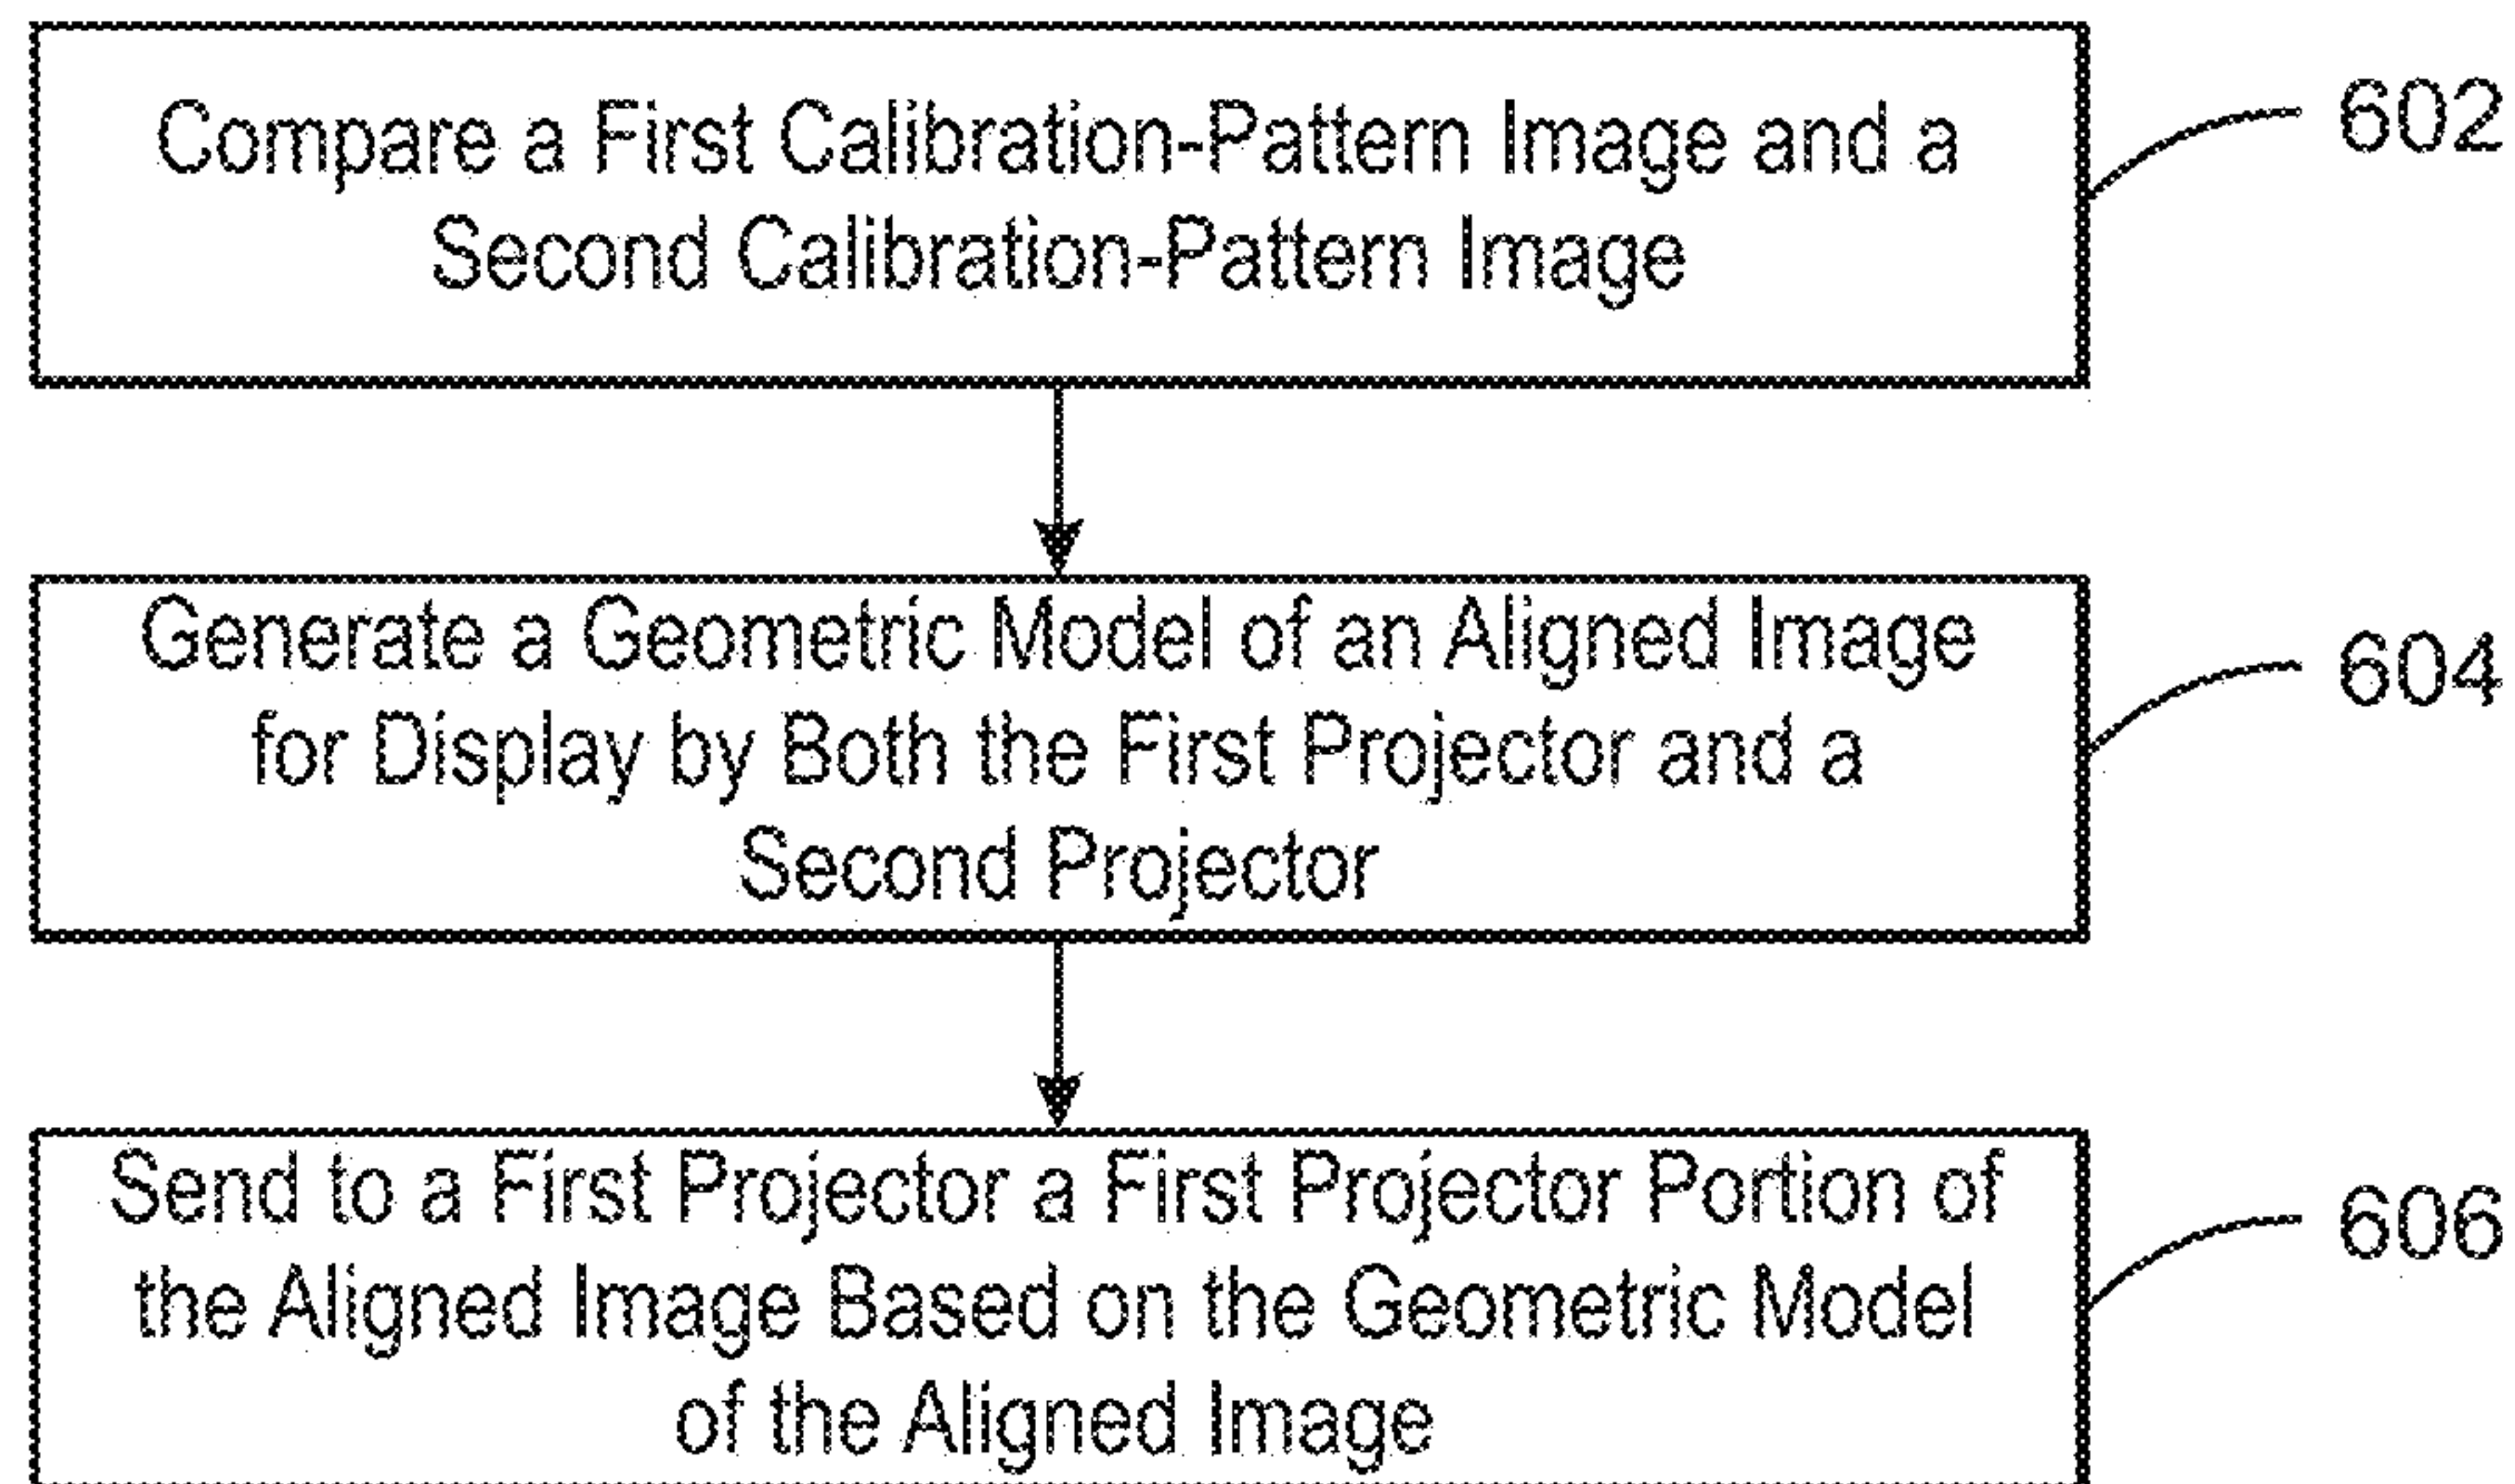 Compare a First Calibration-Pattern Image and a
Second Calibration-Pattern Image
602
Generate a Geometric Model of an Aligned Image
for Display by Both the First Projector and a
Second Projector
604
Send to a First Projector a First Projector Portion of
the Aligned Image Based on the Geometric Model
of the Aligned Image
606